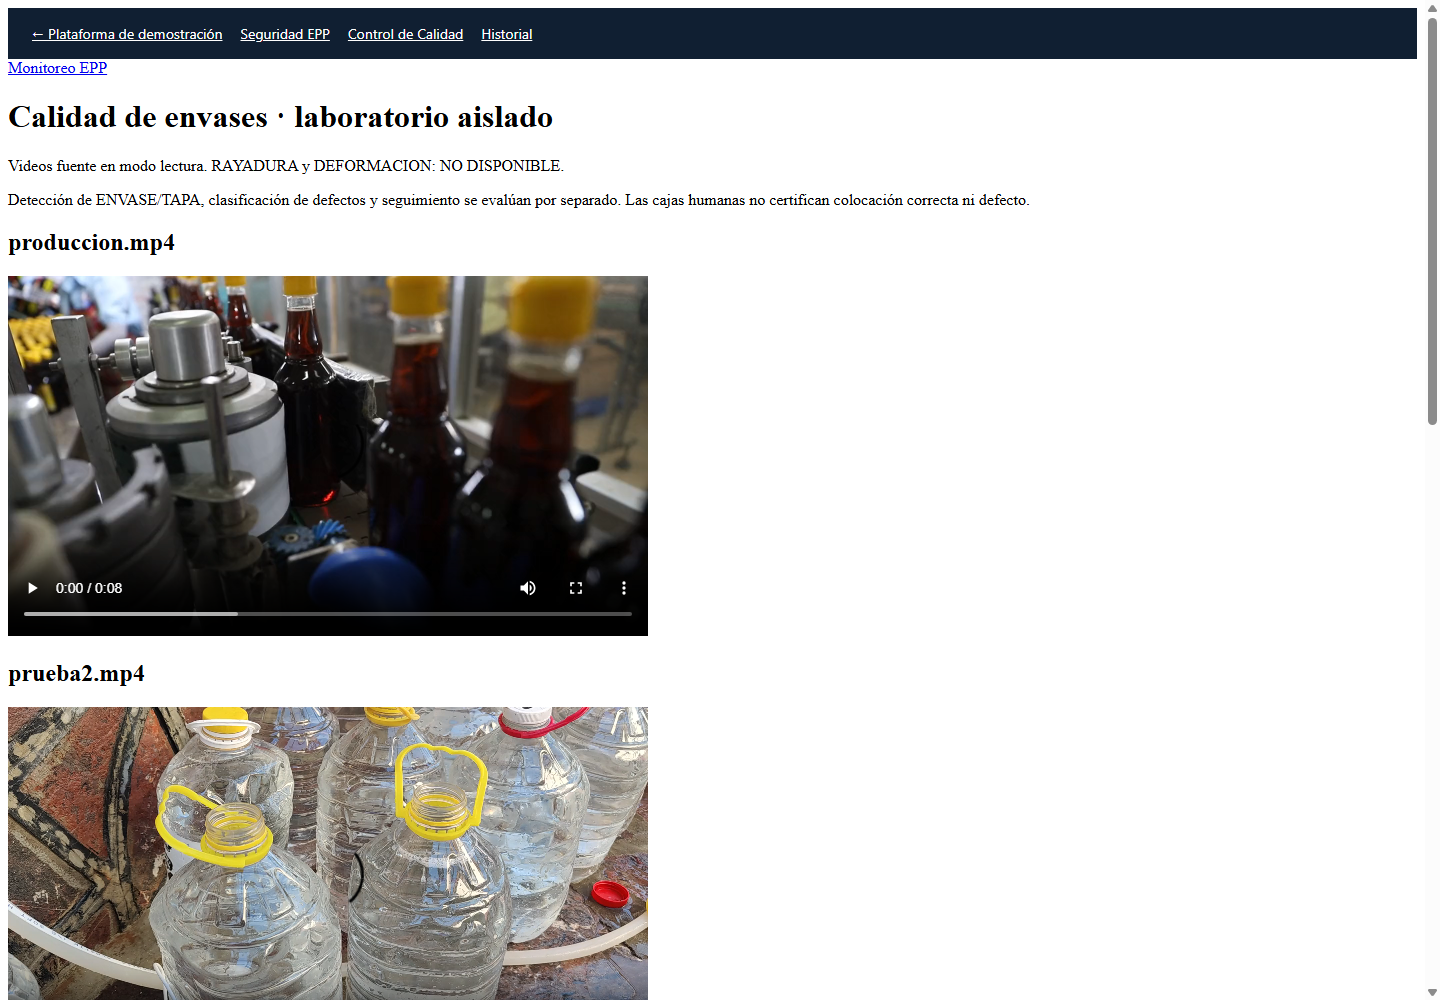 ← Plataforma de demostración Seguridad EPP Control de Calidad Historial
Monitoreo EPP
Calidad de envases · laboratorio aislado
Videos fuente en modo lectura. RAYADURA y DEFORMACION: NO DISPONIBLE.
Detección de ENVASE/TAPA, clasificación de defectos y seguimiento se evalúan por separado. Las cajas humanas no certifican colocación correcta ni defecto.
produccion.mp4
0:00 / 0:08
prueba2.mp4